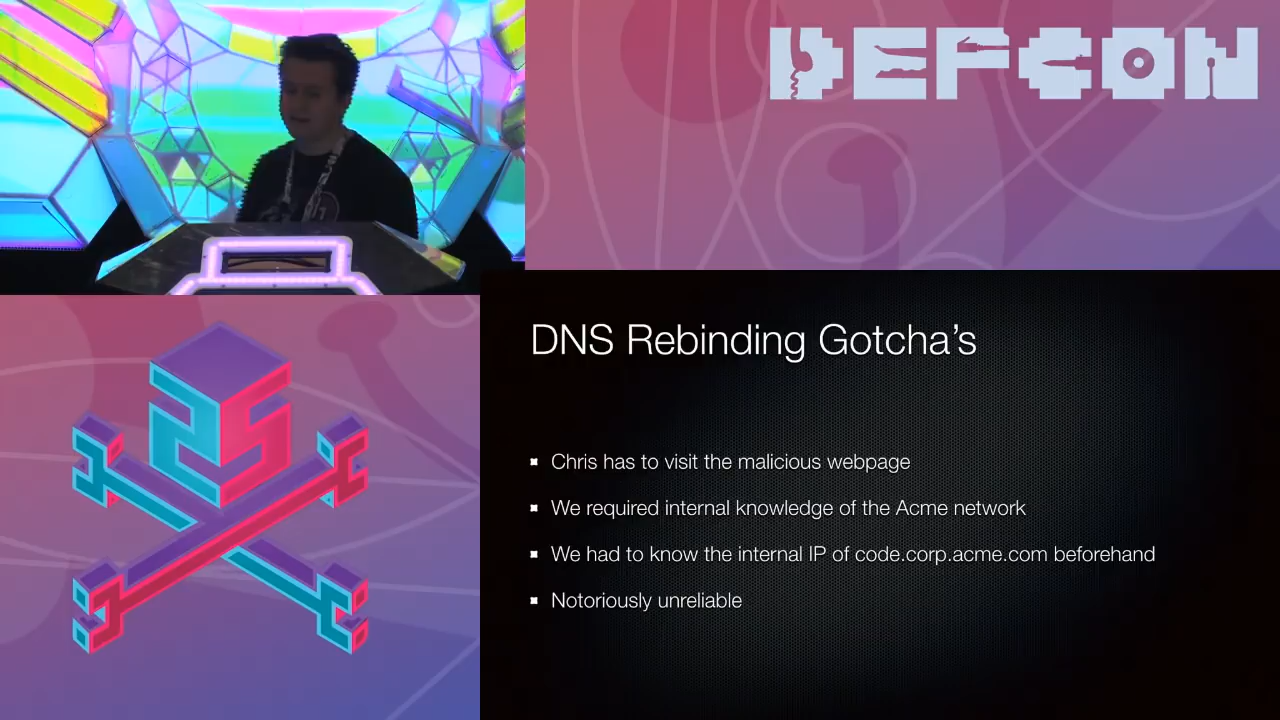 DEFCON
DNS Rebinding Gotcha's
Chris has to visit the malicious webpage
We required internal knowledge of the Acme network
We had to know the internal IP of code.corp.acme.com beforehand
Notoriously unreliable